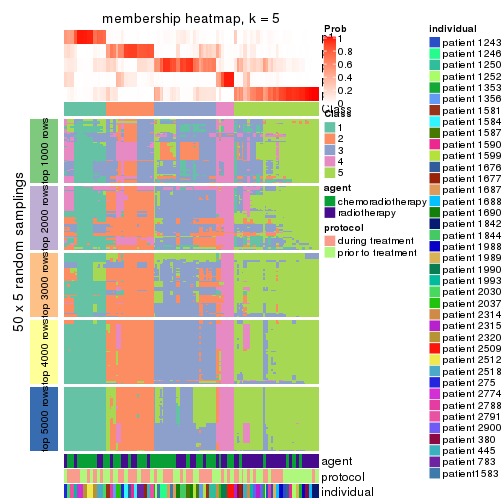 membership heatmap, k = 5
Prob
1
0.8
0.6
0.4
0.2
0
Class
Class
1
2
3
4
5
agent
chemoradiotherapy
radiotherapy
protocol
during treatment
prior to treatment
individual
patient 1243
patient 1246
patient 1250
patient 1252
patient 1353
patient 1356
patient 1581
patient 1584
patient 1587
patient 1590
patient 1599
patient 1676
patient 1677
patient 1687
patient 1688
patient 1690
patient 1842
patient 1844
patient 1988
patient 1989
patient 1990
patient 1993
patient 2030
patient 2037
patient 2314
patient 2315
patient 2320
patient 2509
patient 2512
patient 2518
patient 275
patient 2774
patient 2788
patient 2791
patient 2900
patient 380
patient 445
patient 783
patient1583
50 x 5 random samplings
top 1000 rows
top 2000 rows
top 3000 rows
top 4000 rows
top 5000 rows
agent
protocol
individual